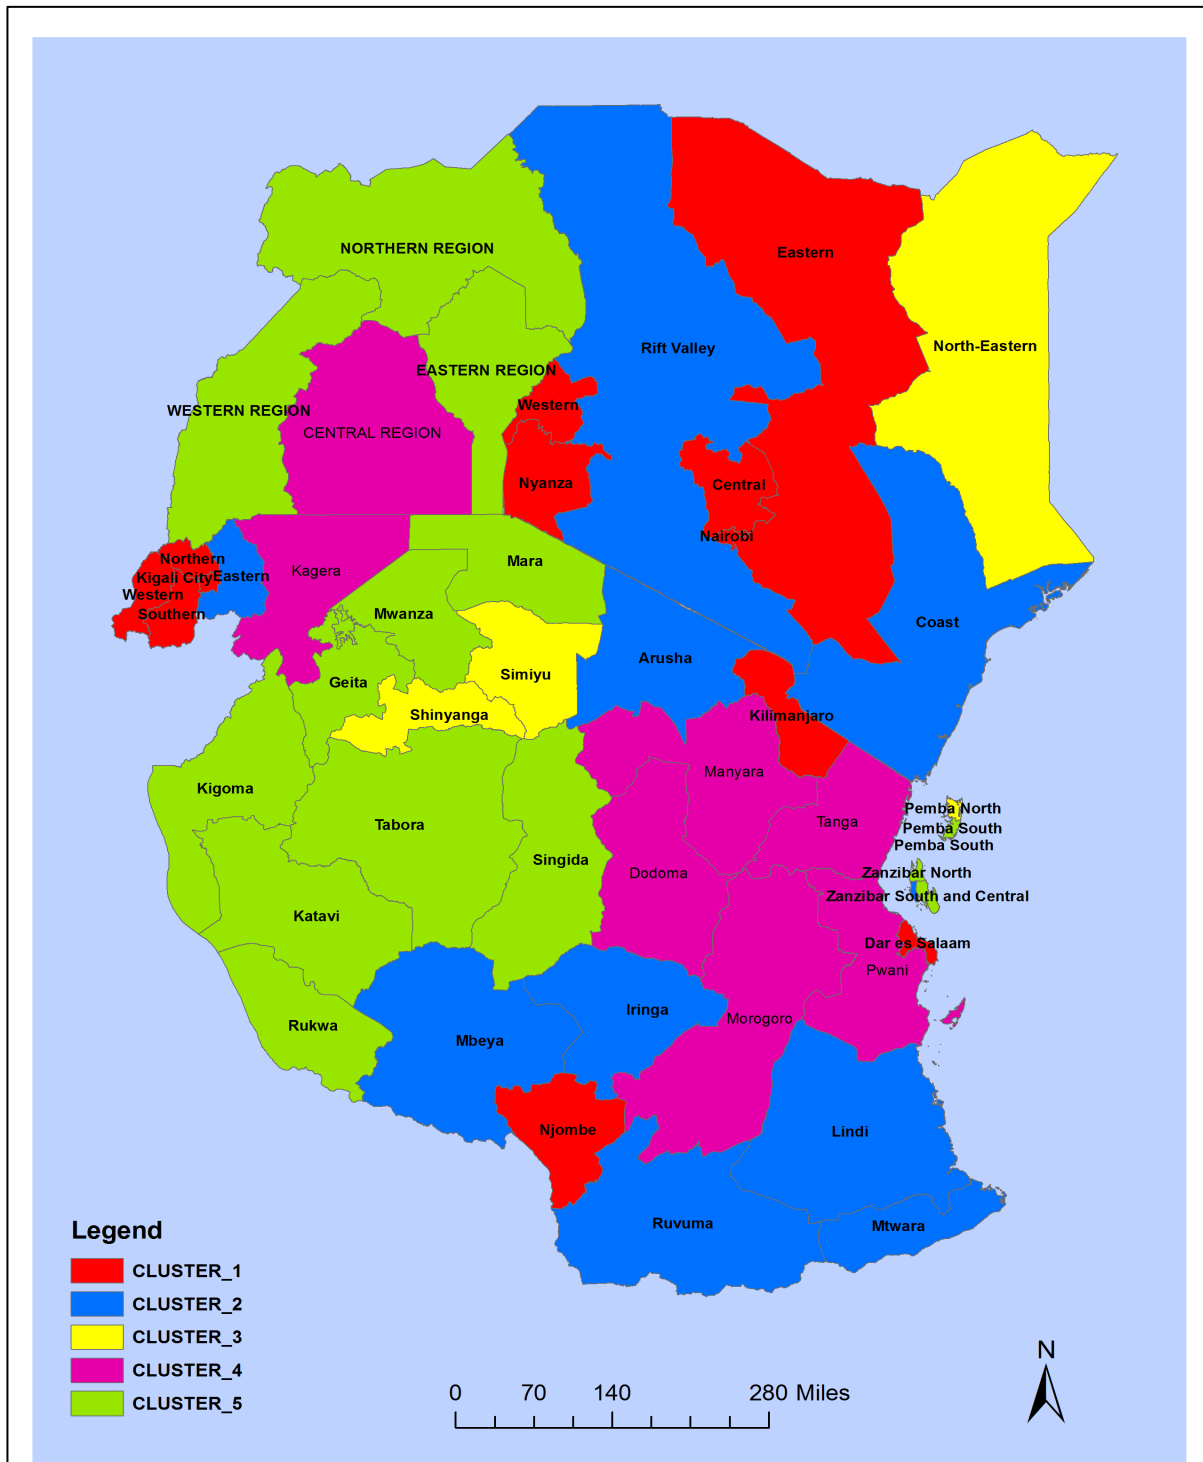 NORTHERN REGION
Eastern
North-Eastern
Rift Valley
EASTERN REGION
WESTERN REGION
Western
CENTRAL REGION
Nyanza
Central
Nairobi
Northern
Kigali City
Eastern
Western
Southern
Kagera
Mara
Mwanza
Coast
Arusha
Simiyu
Geita
Shinyanga
Kilimanjaro
Manyara
Kigoma
Tabora
Tanga
Pemba North
Pemba South
Pemba South
Singida
Dodoma
Zanzibar North
Zanzibar South and Central
Katavi
Dar es Salaam
Pwani
Iringa
Morogoro
Rukwa
Mbeya
Njombe
Lindi
Ruvuma
Mtwara
Legend
CLUSTER_1
CLUSTER_2
CLUSTER_3
CLUSTER_4
CLUSTER_5
0 70 140 280 Miles
N